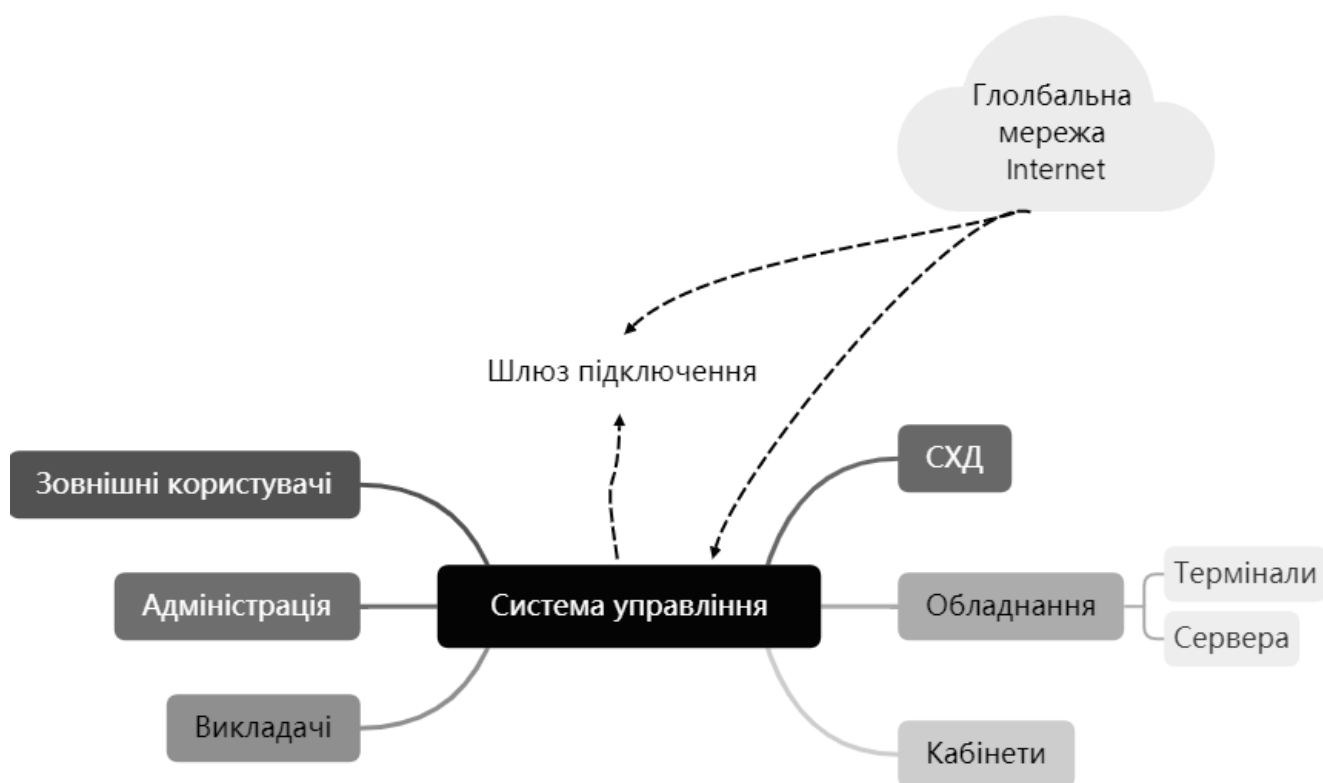 Глолбальна
мережа
Internet
Шлюз підключення
СХД
Зовнішні користувачі
Термінали
Адміністрація
Система управління
Обладнання
Сервера
Викладачі
Кабінети